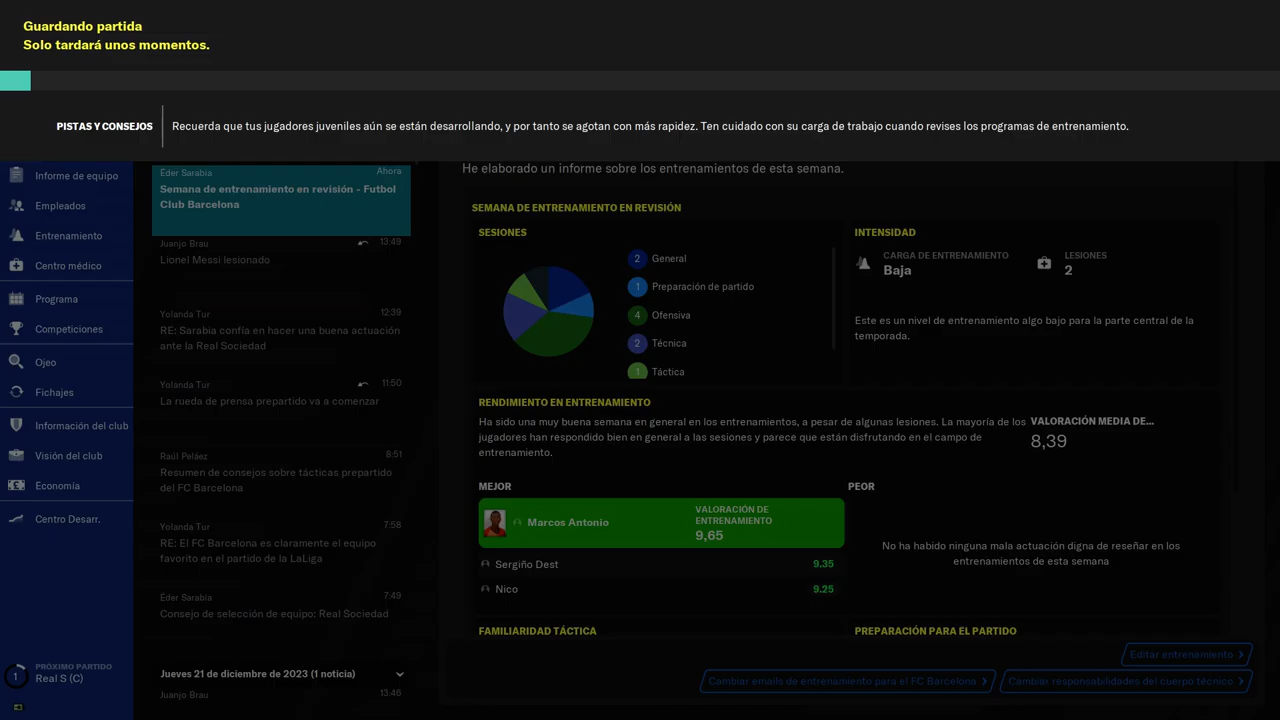 Guardando partida
Solo tardará unos momentos.
PISTAS Y CONSEJOS
Recuerda que tus jugadores juveniles aún se están desarrollando, y por tanto se agotan con más rapidez. Ten cuidado con su carga de trabajo cuando revises los programas de entrenamiento.
Informe de equipo
Empleados
Entrenamiento
Centro médico
Programa
Competiciones
Ojeo
Fichajes
Información del club
Visión del club
Economía
Centro Desarr.
PRÓXIMO PARTIDO
1
Real S (C)
Éder Sarabia
Ahora
Semana de entrenamiento en revisión - Futbol
Club Barcelona
Juanjo Brau
13:49
Lionel Messi lesionado
Yolanda Tur
12:39
RE: Sarabia confía en hacer una buena actuación
ante la Real Sociedad
Yolanda Tur
11:50
La rueda de prensa prepartido va a comenzar
Raúl Peláez
8:51
Resumen de consejos sobre tácticas prepartido
del FC Barcelona
Yolanda Tur
7:58
RE: El FC Barcelona es claramente el equipo
favorito en el partido de la LaLiga
Éder Sarabia
7:49
Consejo de selección de equipo: Real Sociedad
Jueves 21 de diciembre de 2023 (1 noticia)
Juanjo Brau
13:46
He elaborado un informe sobre los entrenamientos de esta semana.
SEMANA DE ENTRENAMIENTO EN REVISIÓN
SESIONES
2 General
1 Preparación de partido
4 Ofensiva
2 Técnica
1 Táctica
INTENSIDAD
CARGA DE ENTRENAMIENTO
Baja
LESIONES
2
Este es un nivel de entrenamiento algo bajo para la parte central de la
temporada.
RENDIMIENTO EN ENTRENAMIENTO
Ha sido una muy buena semana en general en los entrenamientos, a pesar de algunas lesiones. La mayoría de los
jugadores han respondido bien en general a las sesiones y parece que están disfrutando en el campo de
entrenamiento.
VALORACIÓN MEDIA DE...
8,39
MEJOR
Marcos Antonio
VALORACIÓN DE
ENTRENAMIENTO
9,65
Sergiño Dest
9.35
Nico
9.25
PEOR
No ha habido ninguna mala actuación digna de reseñar en los
entrenamientos de esta semana
FAMILIARIDAD TÁCTICA
PREPARACIÓN PARA EL PARTIDO
Editar entrenamiento
Cambiar emails de entrenamiento para el FC Barcelona
Cambiar responsabilidades del cuerpo técnico